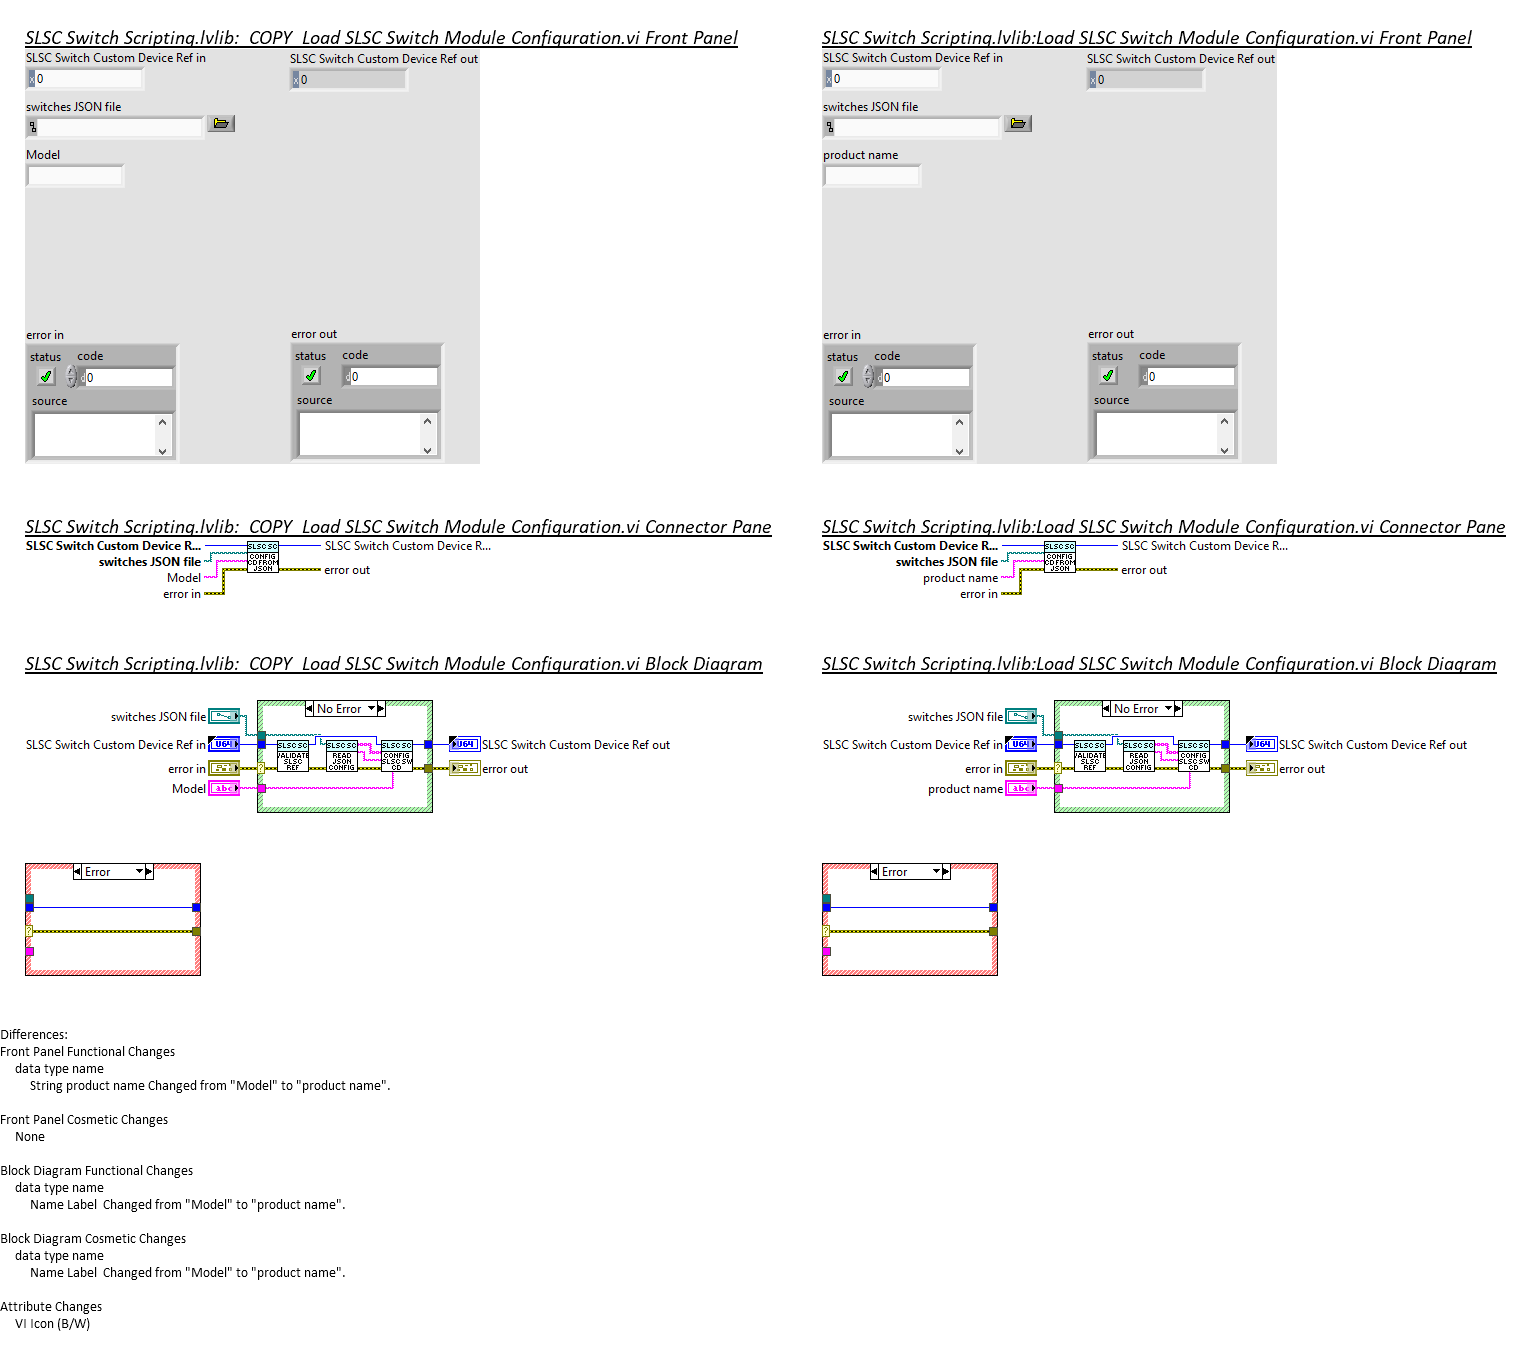 SLSC Switch Scripting.lvlib:_COPY_Load SLSC Switch Module Configuration.vi Front Panel
SLSC Switch Custom Device Ref in
SLSC Switch Custom Device Ref out
x 0
x 0
switches JSON file
Model
error in
error out
status code
status code
d 0
d 0
source
source
SLSC Switch Scripting.lvlib:Load SLSC Switch Module Configuration.vi Front Panel
SLSC Switch Custom Device Ref in
SLSC Switch Custom Device Ref out
x 0
x 0
switches JSON file
product name
error in
error out
status code
status code
d 0
d 0
source
source
SLSC Switch Scripting.lvlib:_COPY_Load SLSC Switch Module Configuration.vi Connector Pane
SLSC Switch Custom Device R...
SLSC Switch Custom Device R...
switches JSON file
Model
error in
error out
SLSC SC
CONFIG
CD FROM
JSON
SLSC Switch Scripting.lvlib:Load SLSC Switch Module Configuration.vi Connector Pane
SLSC Switch Custom Device R...
SLSC Switch Custom Device R...
switches JSON file
product name
error in
error out
SLSC SC
CONFIG
CD FROM
JSON
SLSC Switch Scripting.lvlib:_COPY_Load SLSC Switch Module Configuration.vi Block Diagram
No Error
switches JSON file
SLSC Switch Custom Device Ref in
U64
error in
Model
abc
SLSC SC
VALIDATE
SLSC
REF
SLSC SC
READ
JSON
CONFIG
SLSC SC
CONFIG
SLSC SW
CD
U64
SLSC Switch Custom Device Ref out
error out
Error
SLSC Switch Scripting.lvlib:Load SLSC Switch Module Configuration.vi Block Diagram
No Error
switches JSON file
SLSC Switch Custom Device Ref in
U64
error in
product name
abc
SLSC SC
VALIDATE
SLSC
REF
SLSC SC
READ
JSON
CONFIG
SLSC SC
CONFIG
SLSC SW
CD
U64
SLSC Switch Custom Device Ref out
error out
Error
Differences:
Front Panel Functional Changes
data type name
String product name Changed from "Model" to "product name".
Front Panel Cosmetic Changes
None
Block Diagram Functional Changes
data type name
Name Label  Changed from "Model" to "product name".
Block Diagram Cosmetic Changes
data type name
Name Label  Changed from "Model" to "product name".
Attribute Changes
VI Icon (B/W)